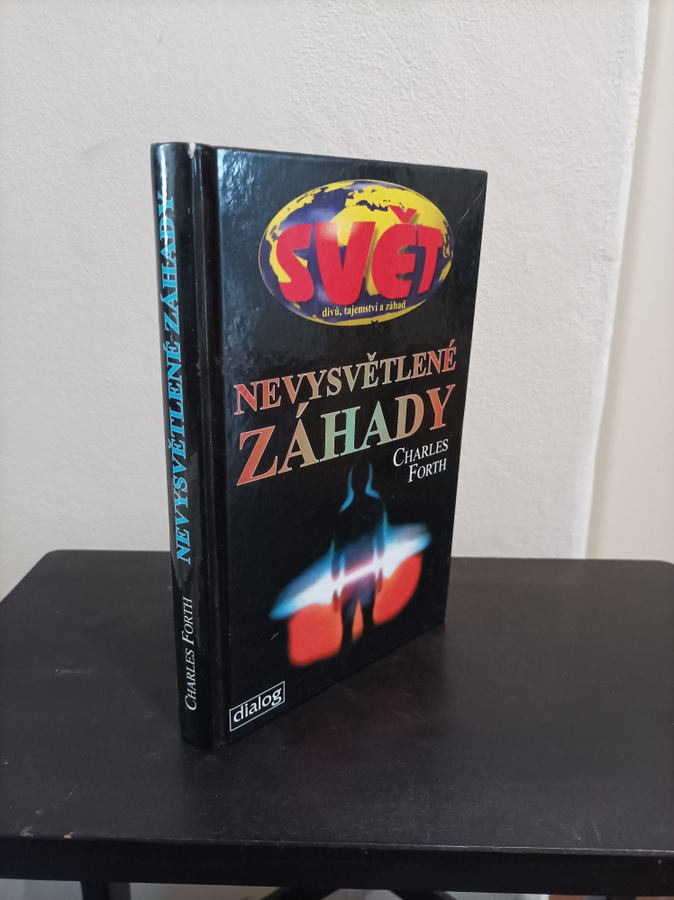 SVĚT
divů, tajemství a záhad
NEVYSVĚTLENÉ
ZÁHADY
CHARLES
FORTH
dialog
CHARLES FORTH NEVYSVĚTLENÉ ZÁHADY